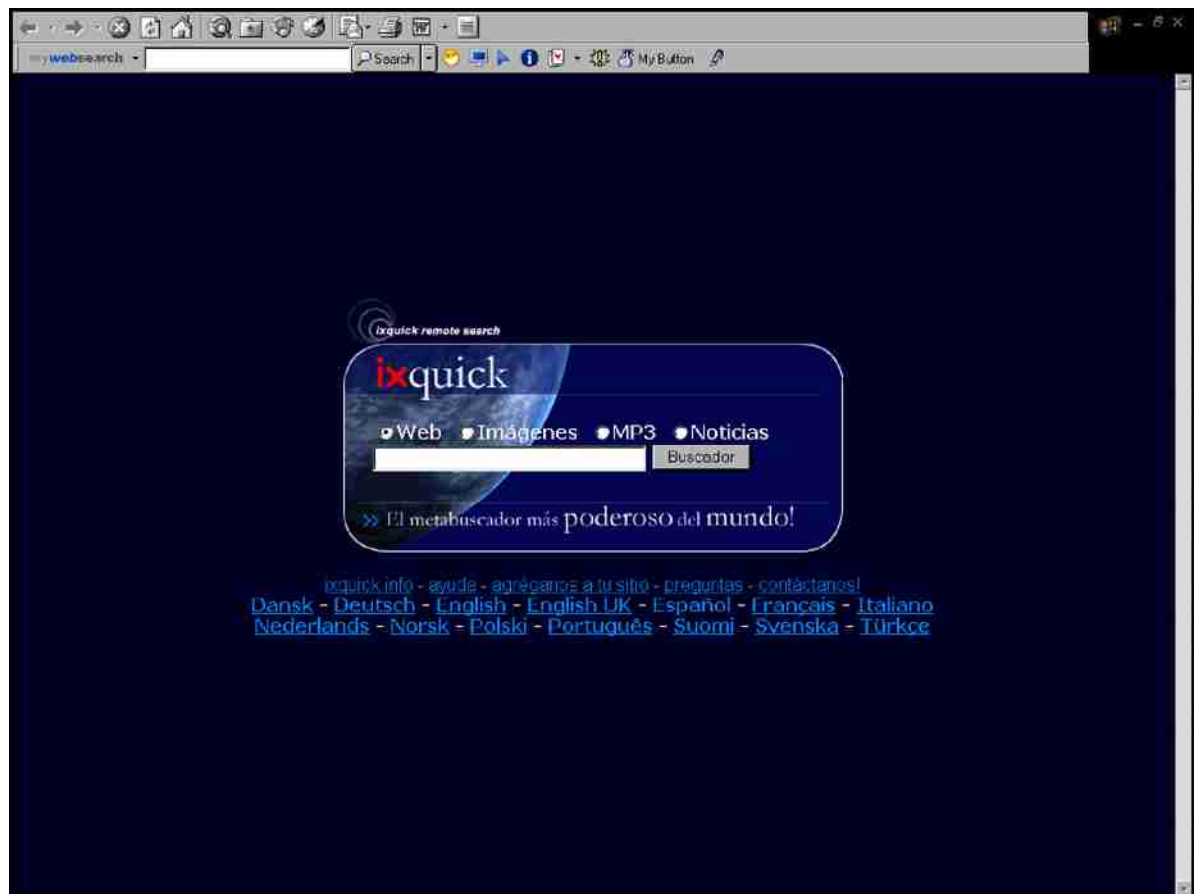 mywebsearch Search My Button
ixquick remote search
ixquick
Web Imágenes MP3 Noticias
Buscador
>> El metabuscador más poderoso del mundo!
ixquick info - ayuda - agréganos a tu sitio - preguntas - contáctanos!
Dansk - Deutsch - English - English UK - Español - Français - Italiano
Nederlands - Norsk - Polski - Português - Suomi - Svenska - Türkçe